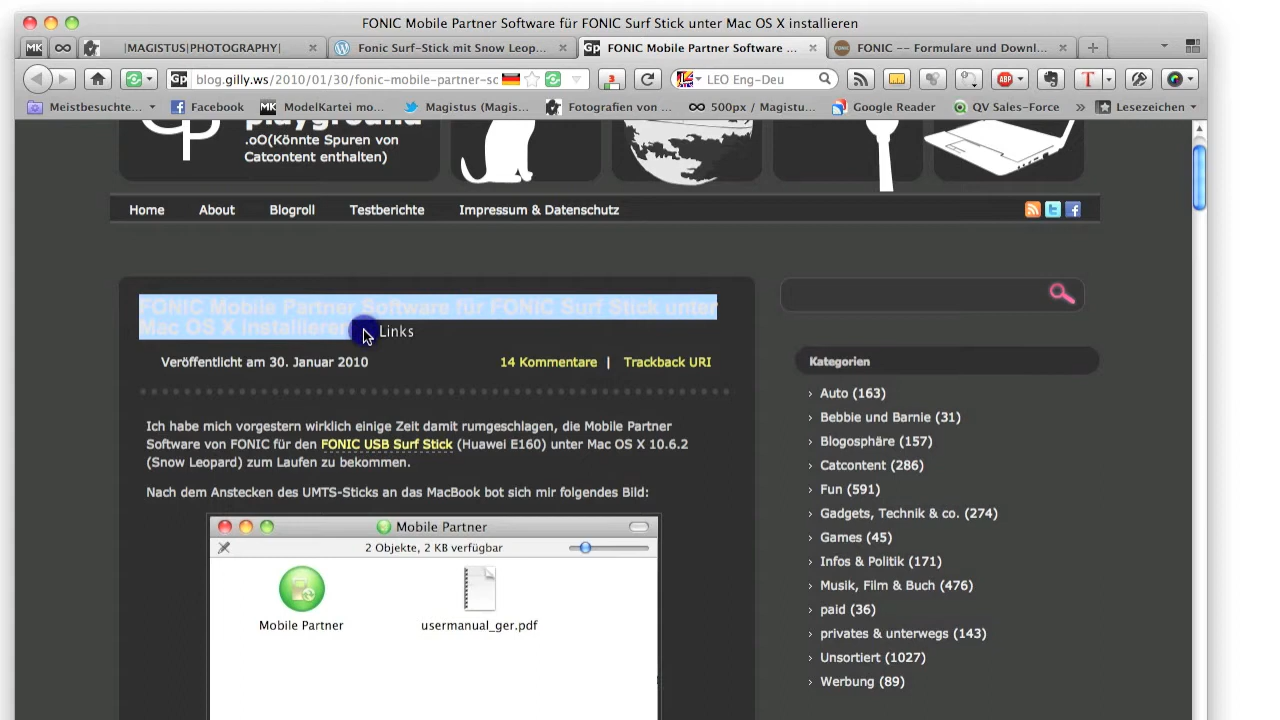 FONIC Mobile Partner Software für FONIC Surf Stick unter Mac OS X installieren
MK
|MAGISTUS|PHOTOGRAPHY|
Fonic Surf-Stick mit Snow Leop...
Gp
FONIC Mobile Partner Software ...
FONIC -- Formulare und Downl...
Gp
blog.gilly.ws/2010/01/30/fonic-mobile-partner-sc
3
LEO Eng-Deu
ABP
T
Meistbesuchte...
Facebook
MK
ModelKartei mo...
Magistus (Magis...
Fotografien von ...
500px / Magistu...
Google Reader
QV Sales-Force
»
Lesezeichen
playground
.oO(Könnte Spuren von
Catcontent enthalten)
Home
About
Blogroll
Testberichte
Impressum & Datenschutz
FONIC Mobile Partner Software für FONIC Surf Stick unter
Mac OS X installieren
Links
Veröffentlicht am 30. Januar 2010
14 Kommentare | Trackback URI
Ich habe mich vorgestern wirklich einige Zeit damit rumgeschlagen, die Mobile Partner
Software von FONIC für den FONIC USB Surf Stick (Huawei E160) unter Mac OS X 10.6.2
(Snow Leopard) zum Laufen zu bekommen.
Nach dem Anstecken des UMTS-Sticks an das MacBook bot sich mir folgendes Bild:
Mobile Partner
2 Objekte, 2 KB verfügbar
Mobile Partner
usermanual_ger.pdf
Kategorien
Auto (163)
Bebbie und Barnie (31)
Blogosphäre (157)
Catcontent (286)
Fun (591)
Gadgets, Technik & co. (274)
Games (45)
Infos & Politik (171)
Musik, Film & Buch (476)
paid (36)
privates & unterwegs (143)
Unsortiert (1027)
Werbung (89)